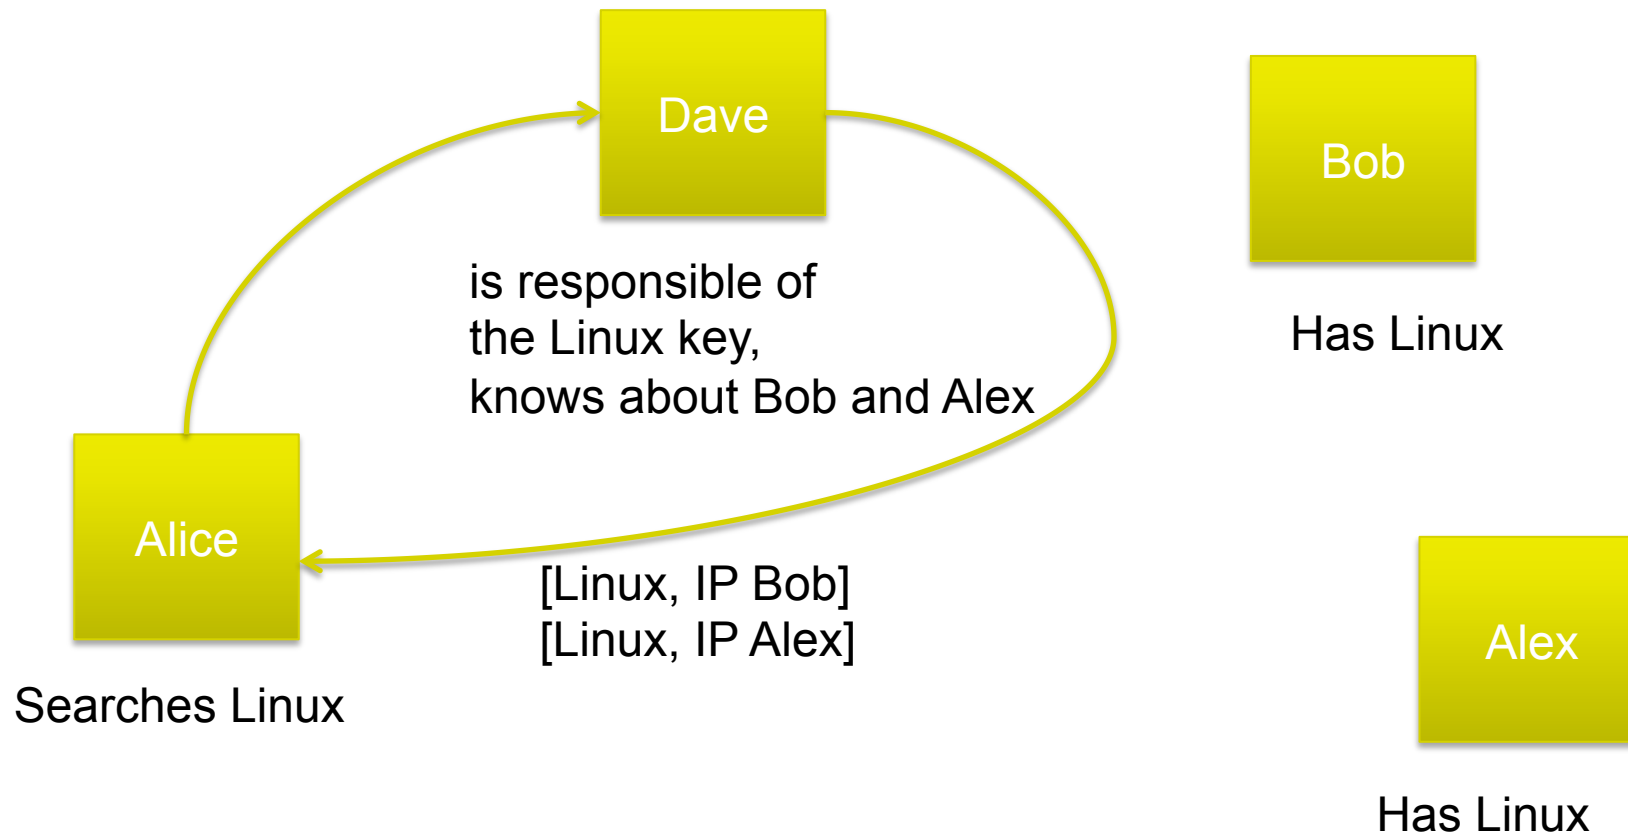 Dave
Bob
is responsible of
the Linux key,
knows about Bob and Alex
Has Linux
Alice
[Linux, IP Bob]
[Linux, IP Alex]
Alex
Searches Linux
Has Linux